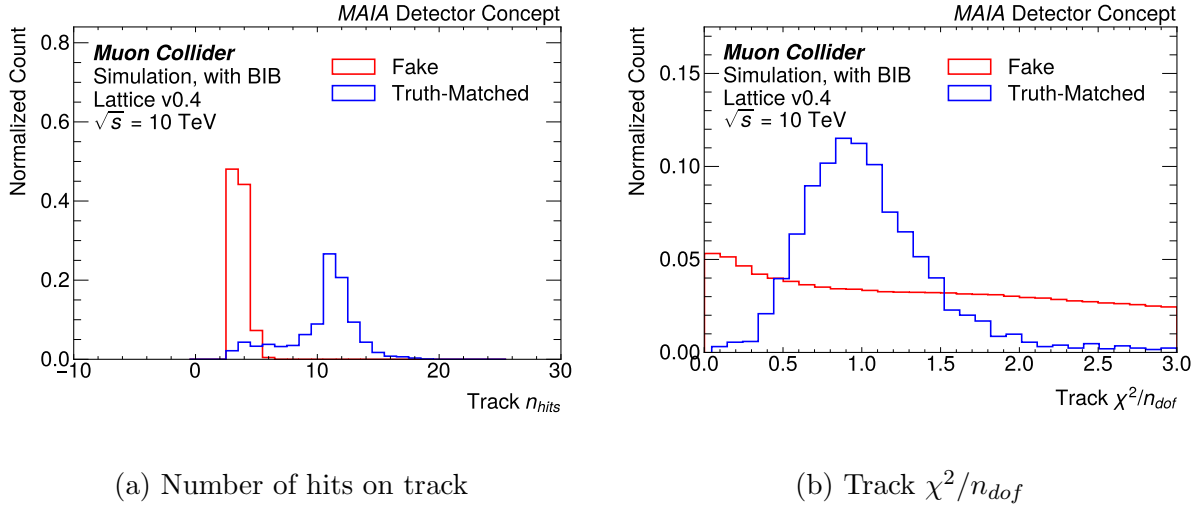 MAIA Detector Concept
Muon Collider
Simulation, with BIB
Lattice v0.4
√s = 10 TeV
Fake
Truth-Matched
Normalized Count
0.8
0.6
0.4
0.2
0.0
−10 0 10 20 30
Track n_hits
(a) Number of hits on track
MAIA Detector Concept
Muon Collider
Simulation, with BIB
Lattice v0.4
√s = 10 TeV
Fake
Truth-Matched
Normalized Count
0.15
0.10
0.05
0.00
0.0 0.5 1.0 1.5 2.0 2.5 3.0
Track χ²/n_dof
(b) Track χ²/n_dof